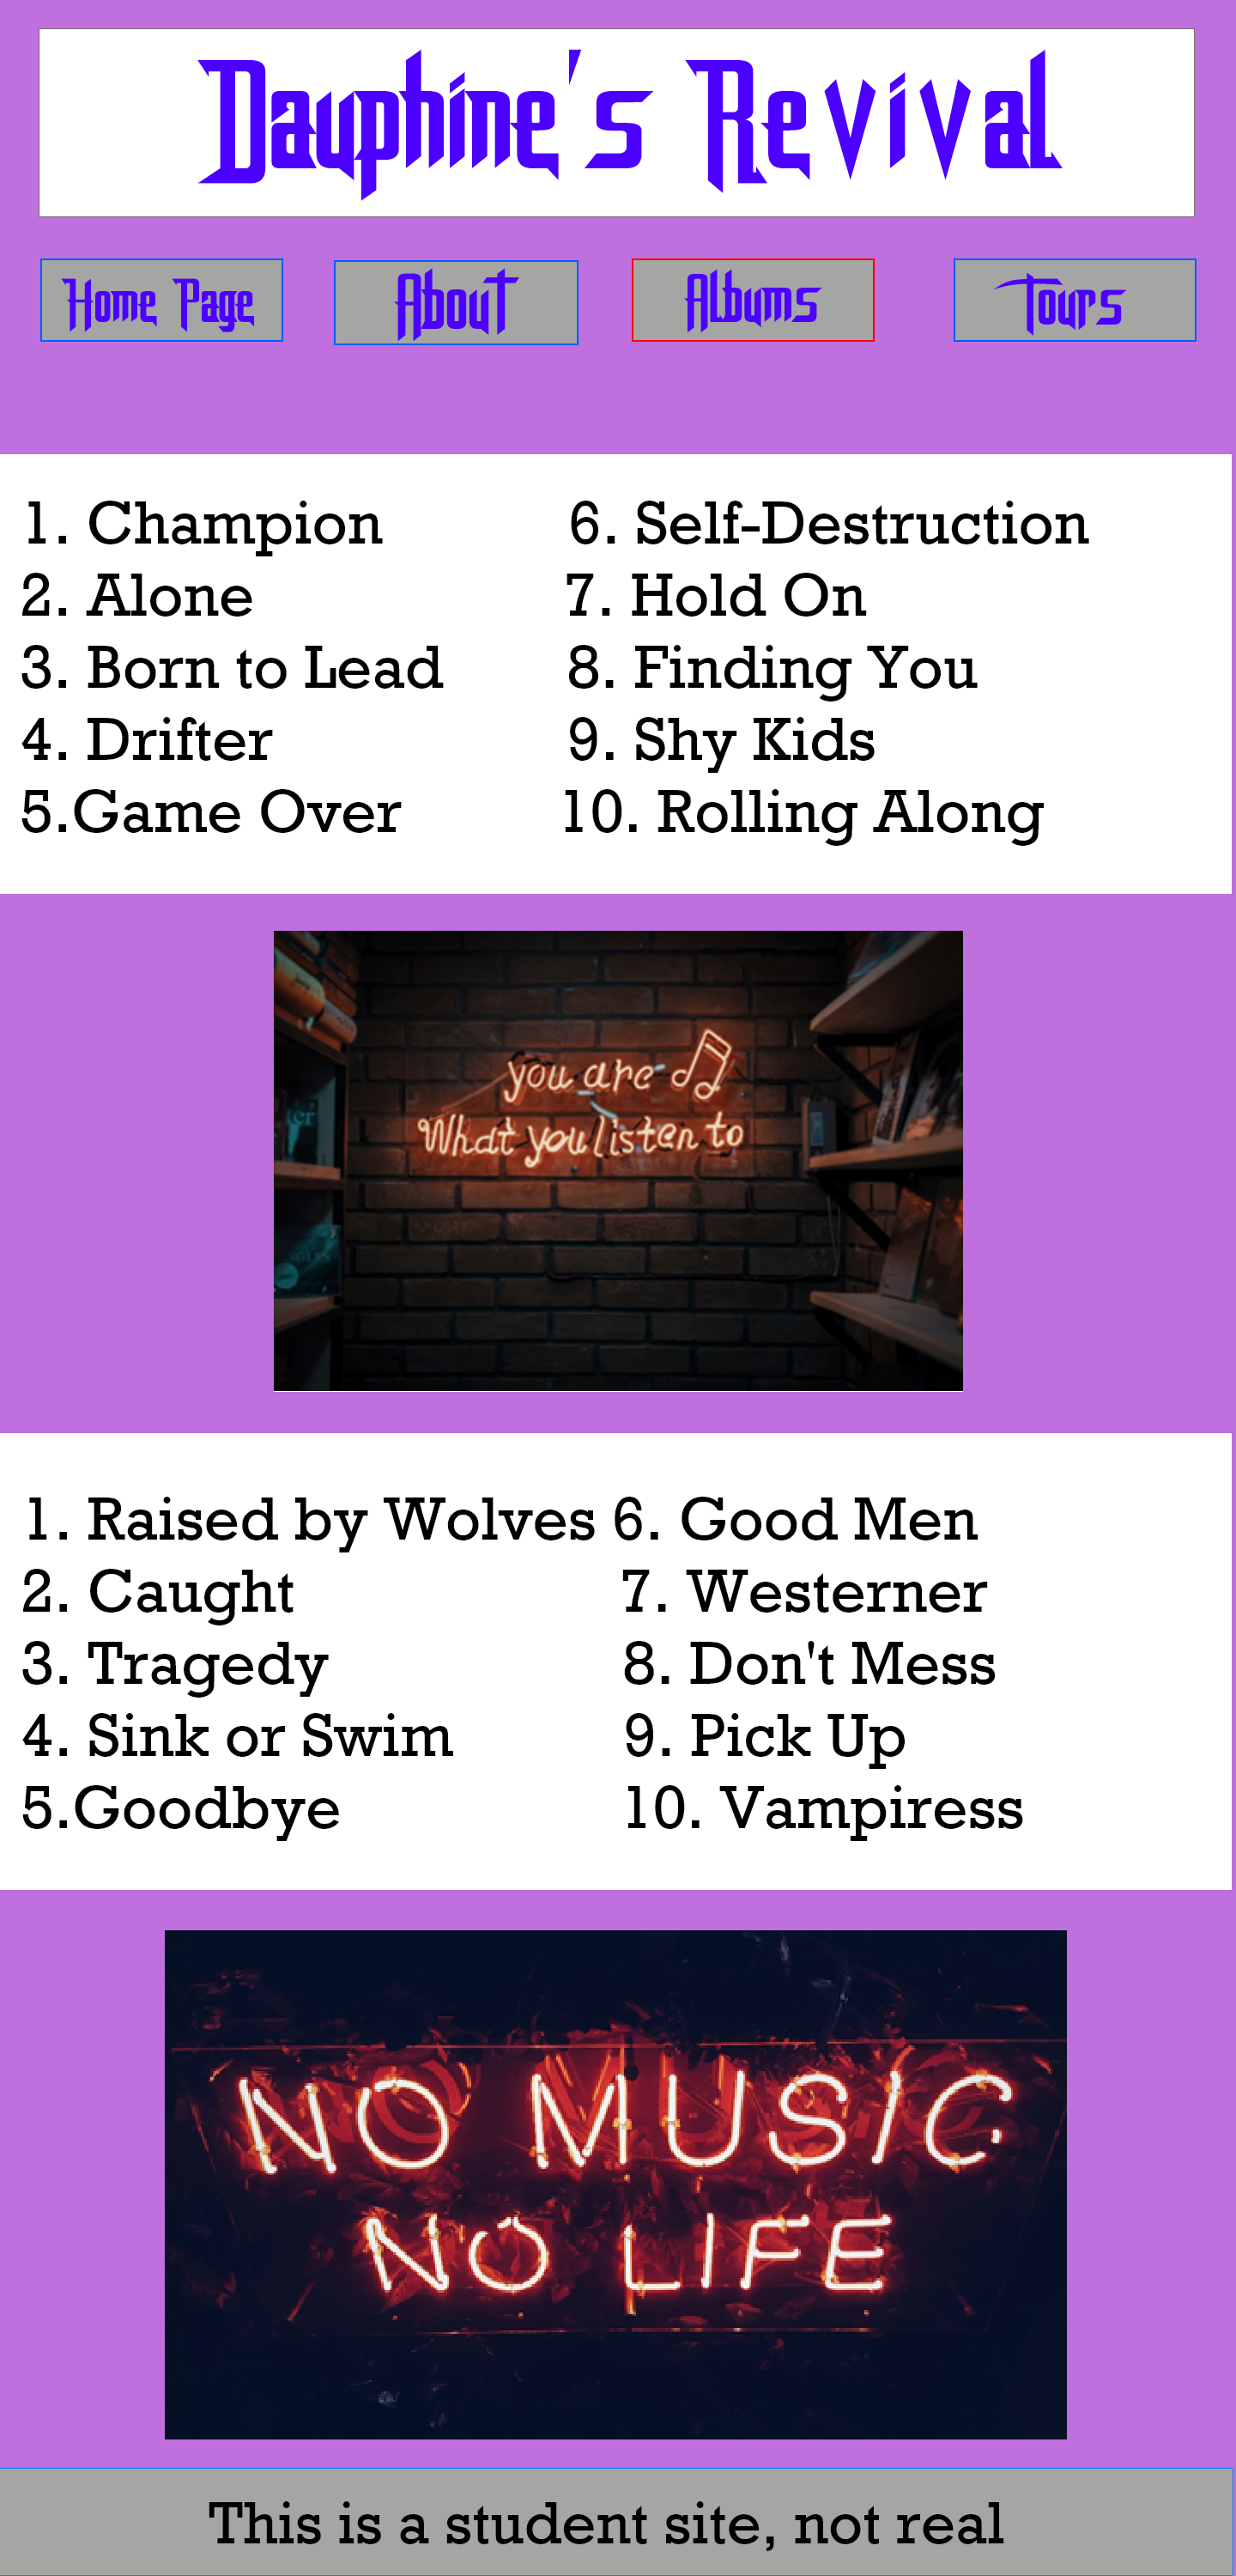 Dauphine's Revival
Home Page
About
Albums
Tours
1. Champion
2. Alone
3. Born to Lead
4. Drifter
5.Game Over
6. Self-Destruction
7. Hold On
8. Finding You
9. Shy Kids
10. Rolling Along
you are
What you listen to
1. Raised by Wolves
2. Caught
3. Tragedy
4. Sink or Swim
5.Goodbye
6. Good Men
7. Westerner
8. Don't Mess
9. Pick Up
10. Vampiress
NO MUSIC
NO LIFE
This is a student site, not real